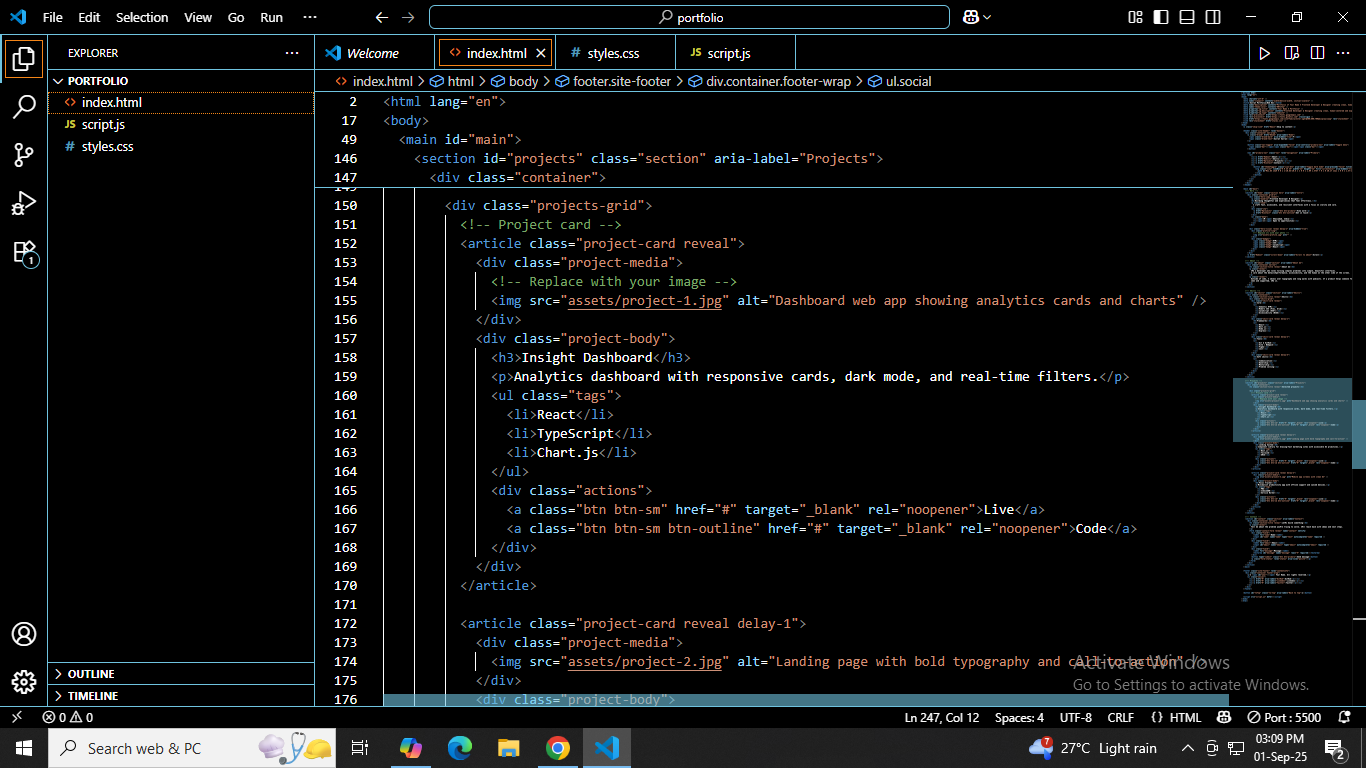 File Edit Selection View Go Run ···
portfolio
EXPLORER ···
PORTFOLIO
<> index.html
JS script.js
# styles.css
OUTLINE
TIMELINE
Welcome
<> index.html
# styles.css
JS script.js
<> index.html > html > body > footer.site-footer > div.container.footer-wrap > ul.social
2 <html lang="en">
17 <body>
49 <main id="main">
146 <section id="projects" class="section" aria-label="Projects">
147 <div class="container">
150 <div class="projects-grid">
151 <!-- Project card -->
152 <article class="project-card reveal">
153 <div class="project-media">
154 <!-- Replace with your image -->
155 <img src="assets/project-1.jpg" alt="Dashboard web app showing analytics cards and charts" />
156 </div>
157 <div class="project-body">
158 <h3>Insight Dashboard</h3>
159 <p>Analytics dashboard with responsive cards, dark mode, and real-time filters.</p>
160 <ul class="tags">
161 <li>React</li>
162 <li>TypeScript</li>
163 <li>Chart.js</li>
164 </ul>
165 <div class="actions">
166 <a class="btn btn-sm" href="#" target="_blank" rel="noopener">Live</a>
167 <a class="btn btn-sm btn-outline" href="#" target="_blank" rel="noopener">Code</a>
168 </div>
169 </div>
170 </article>
171
172 <article class="project-card reveal delay-1">
173 <div class="project-media">
174 <img src="assets/project-2.jpg" alt="Landing page with bold typography and call-to-action" />
175 </div>
176 <div class="project-body">
Activate Windows
Go to Settings to activate Windows.
1
0 0
Ln 247, Col 12 Spaces: 4 UTF-8 CRLF {} HTML Port : 5500
Search web & PC
7
27°C Light rain
03:09 PM
01-Sep-25
2